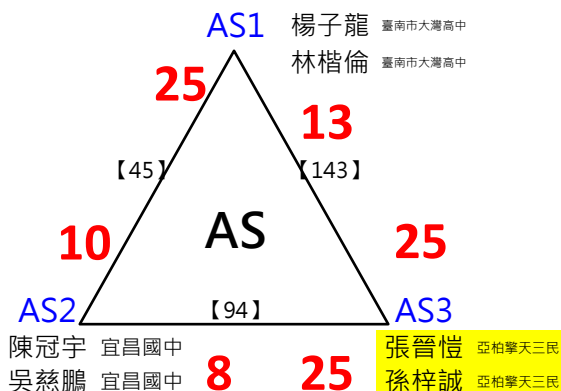 AS1 楊子龍 臺南市大灣高中
林楷倫 臺南市大灣高中
25
13
【45】 【143】
AS
10 25
AS2 【94】 AS3
陳冠宇 宜昌國中 張晉愷 亞柏擎天三民
吳慈鵬 宜昌國中 8 25 孫梓誠 亞柏擎天三民